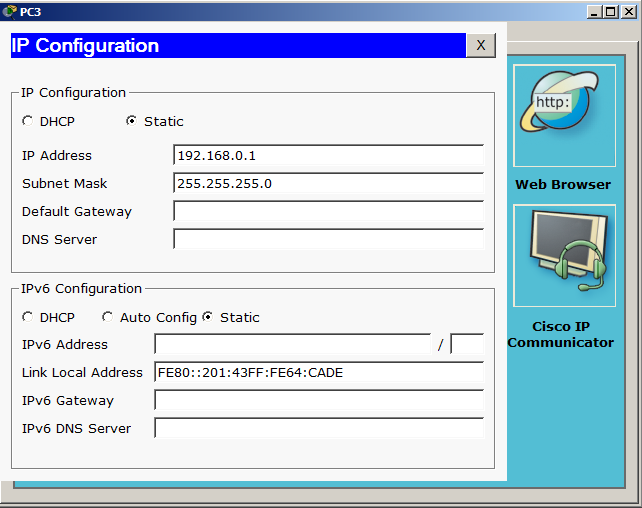 PC3
IP Configuration X
IP Configuration
DHCP Static
IP Address 192.168.0.1
Subnet Mask 255.255.255.0
Default Gateway
DNS Server
IPv6 Configuration
DHCP Auto Config Static
IPv6 Address /
Link Local Address FE80::201:43FF:FE64:CADE
IPv6 Gateway
IPv6 DNS Server
http:
Web Browser
Cisco IP
Communicator